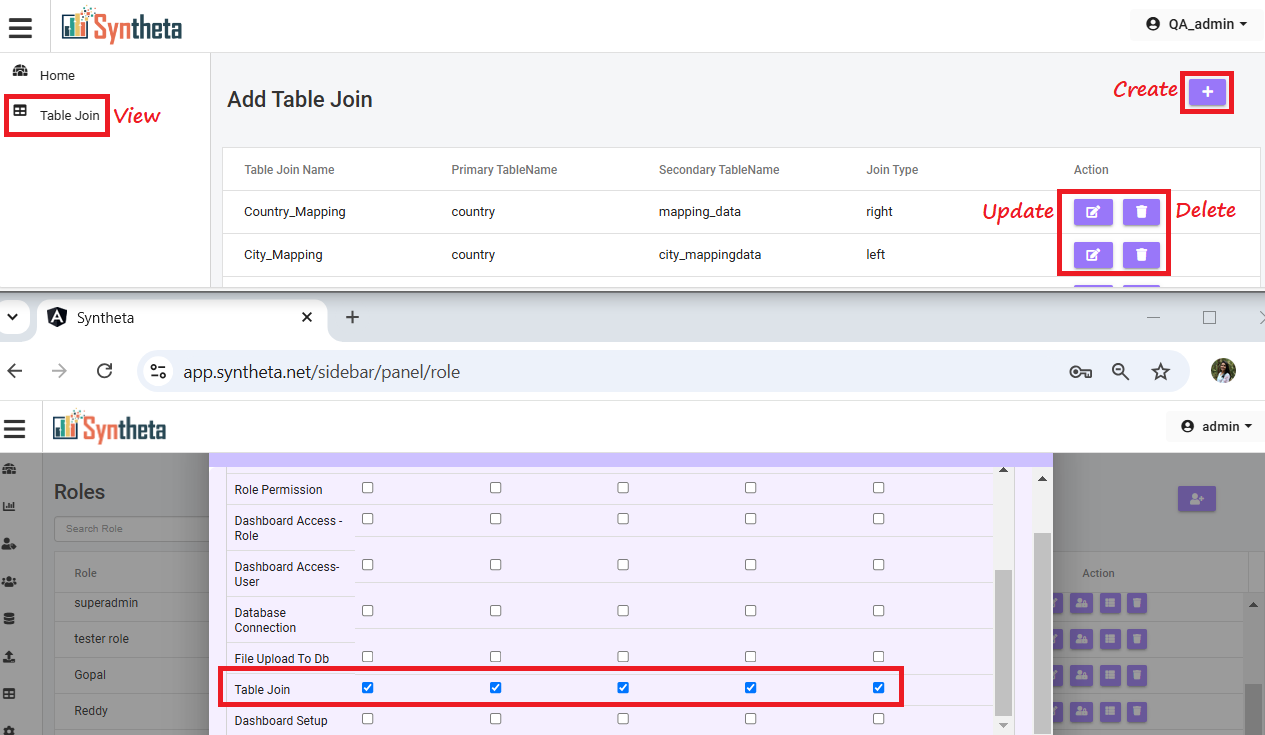 Syntheta
QA_admin
Home
Table Join
View
Add Table Join
Create
+
Table Join Name Primary TableName Secondary TableName Join Type Action
Country_Mapping country mapping_data right
Update
Delete
City_Mapping country city_mappingdata left
Syntheta
app.syntheta.net/sidebar/panel/role
Syntheta
admin
Roles
Search Role
Role
Action
superadmin
tester role
Gopal
Reddy
Role Permission
Dashboard Access -
Role
Dashboard Access-
User
Database
Connection
File Upload To Db
Table Join
Dashboard Setup